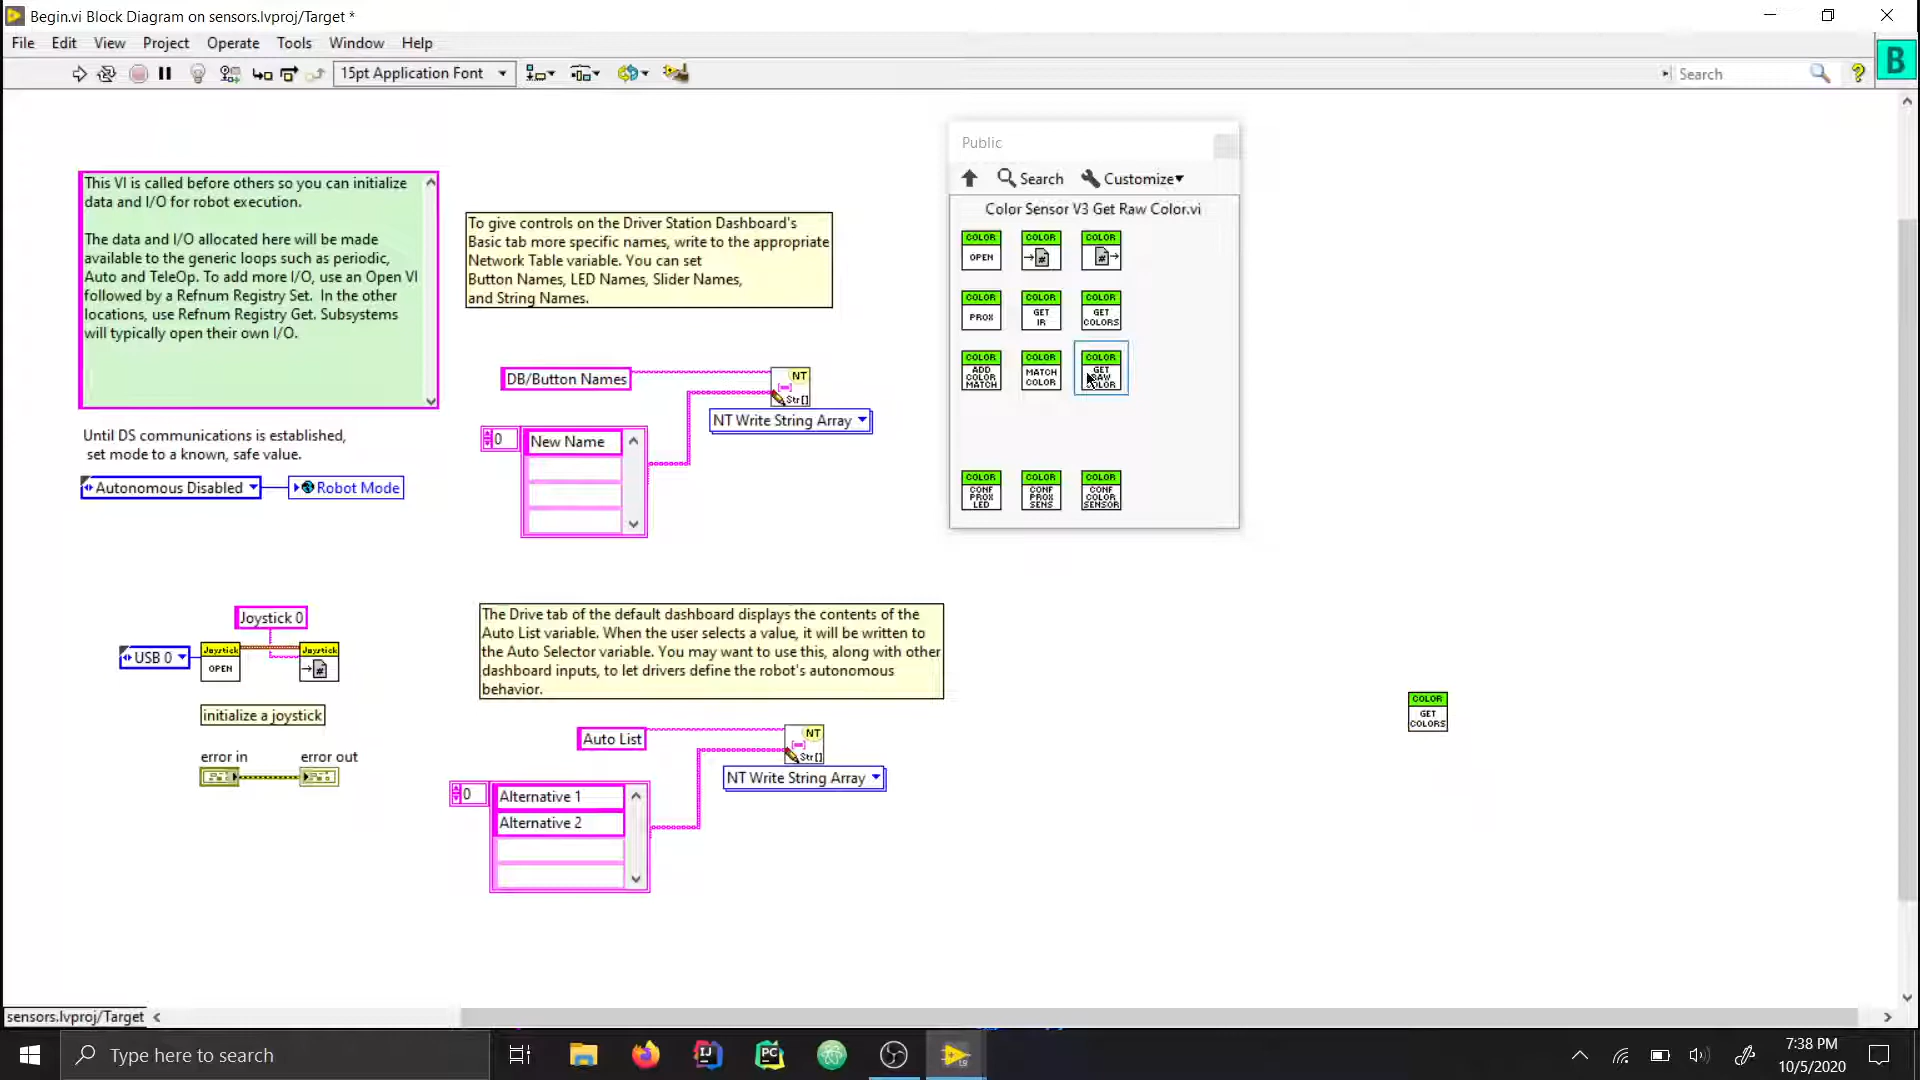 Begin.vi Block Diagram on sensors.lvproj/Target *
File Edit View Project Operate Tools Window Help
15pt Application Font
Search
?
B
This VI is called before others so you can initialize
data and I/O for robot execution.
The data and I/O allocated here will be made
available to the generic loops such as periodic,
Auto and TeleOp. To add more I/O, use an Open VI
followed by a Refnum Registry Set. In the other
locations, use Refnum Registry Get. Subsystems
will typically open their own I/O.
To give controls on the Driver Station Dashboard's
Basic tab more specific names, write to the appropriate
Network Table variable. You can set
Button Names, LED Names, Slider Names,
and String Names.
Public
Search Customize
Color Sensor V3 Get Raw Color.vi
COLOR OPEN
COLOR
COLOR
COLOR PROX
COLOR GET IR
COLOR GET COLORS
COLOR ADD COLOR MATCH
COLOR MATCH COLOR
COLOR GET RAW COLOR
COLOR CONF PROX LED
COLOR CONF PROX SENS
COLOR CONF COLOR SENSOR
DB/Button Names
NT
Str[]
NT Write String Array
0
New Name
Until DS communications is established,
set mode to a known, safe value.
Autonomous Disabled
Robot Mode
Joystick 0
USB 0
Joystick OPEN
Joystick
initialize a joystick
error in
error out
The Drive tab of the default dashboard displays the contents of the
Auto List variable. When the user selects a value, it will be written to
the Auto Selector variable. You may want to use this, along with other
dashboard inputs, to let drivers define the robot's autonomous
behavior.
Auto List
NT
Str[]
NT Write String Array
0
Alternative 1
Alternative 2
COLOR
GET
COLORS
sensors.lvproj/Target
Type here to search
7:38 PM
10/5/2020